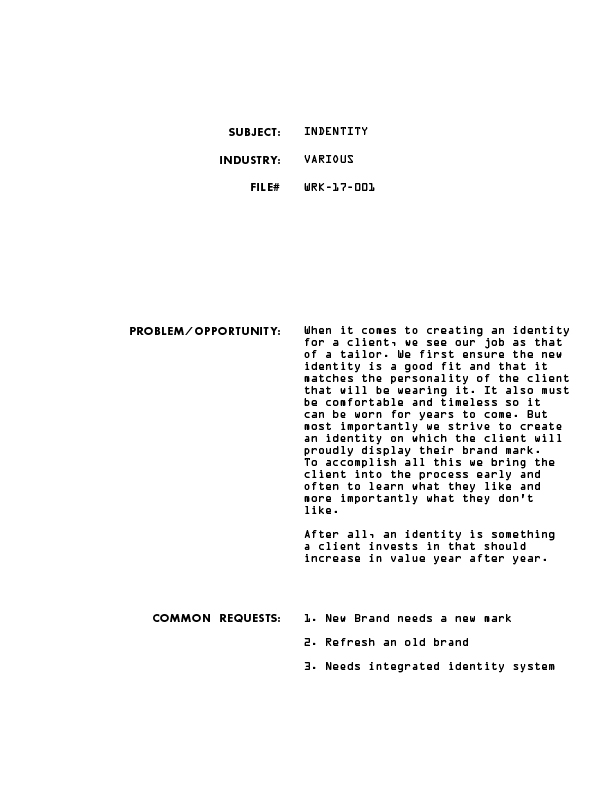 SUBJECT: INDENTITY
INDUSTRY: VARIOUS
FILE# WRK-17-001
PROBLEM/OPPORTUNITY: When it comes to creating an identity
for a client, we see our job as that
of a tailor. We first ensure the new
identity is a good fit and that it
matches the personality of the client
that will be wearing it. It also must
be comfortable and timeless so it
can be worn for years to come. But
most importantly we strive to create
an identity on which the client will
proudly display their brand mark.
To accomplish all this we bring the
client into the process early and
often to learn what they like and
more importantly what they don't
like.
After all, an identity is something
a client invests in that should
increase in value year after year.
COMMON REQUESTS: 1. New Brand needs a new mark
2. Refresh an old brand
3. Needs integrated identity system